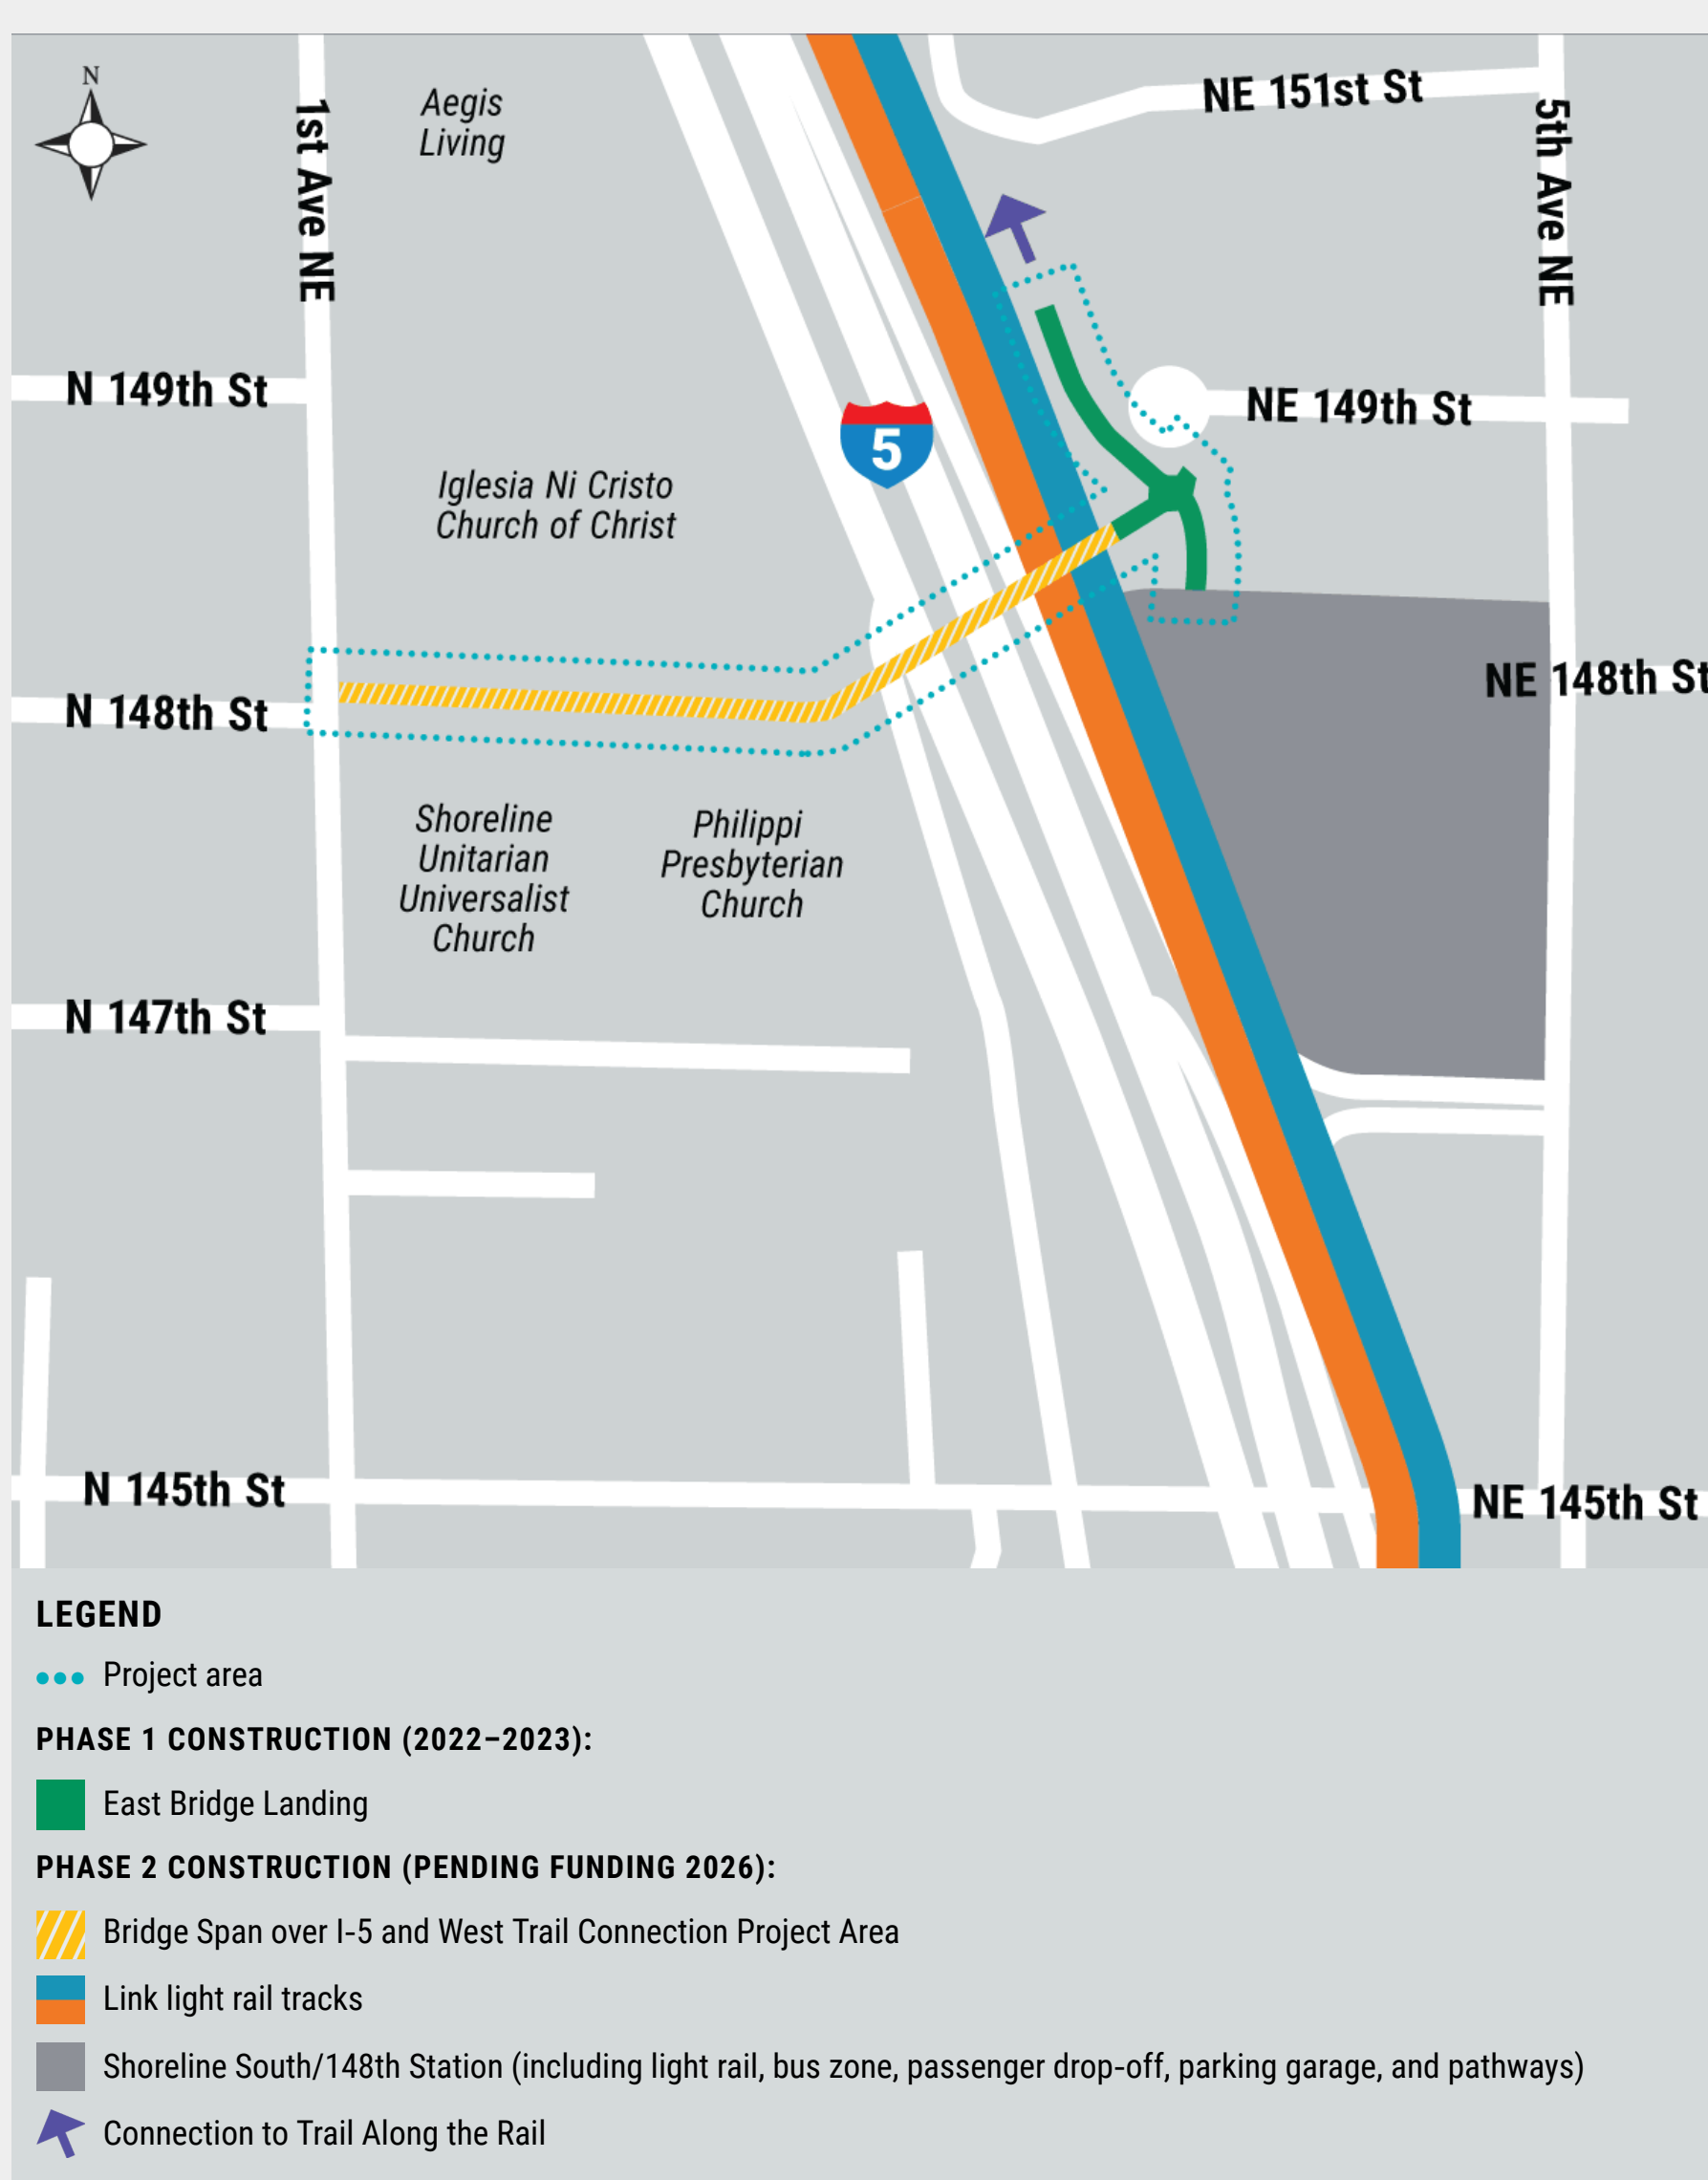 N
1st Ave NE
Aegis
Living
NE 151st St
5th Ave NE
N 149th St
5
NE 149th St
Iglesia Ni Cristo
Church of Christ
N 148th St
NE 148th St
Shoreline
Unitarian
Universalist
Church
Philippi
Presbyterian
Church
N 147th St
N 145th St
NE 145th St
LEGEND
Project area
PHASE 1 CONSTRUCTION (2022–2023):
East Bridge Landing
PHASE 2 CONSTRUCTION (PENDING FUNDING 2026):
Bridge Span over I-5 and West Trail Connection Project Area
Link light rail tracks
Shoreline South/148th Station (including light rail, bus zone, passenger drop-off, parking garage, and pathways)
Connection to Trail Along the Rail